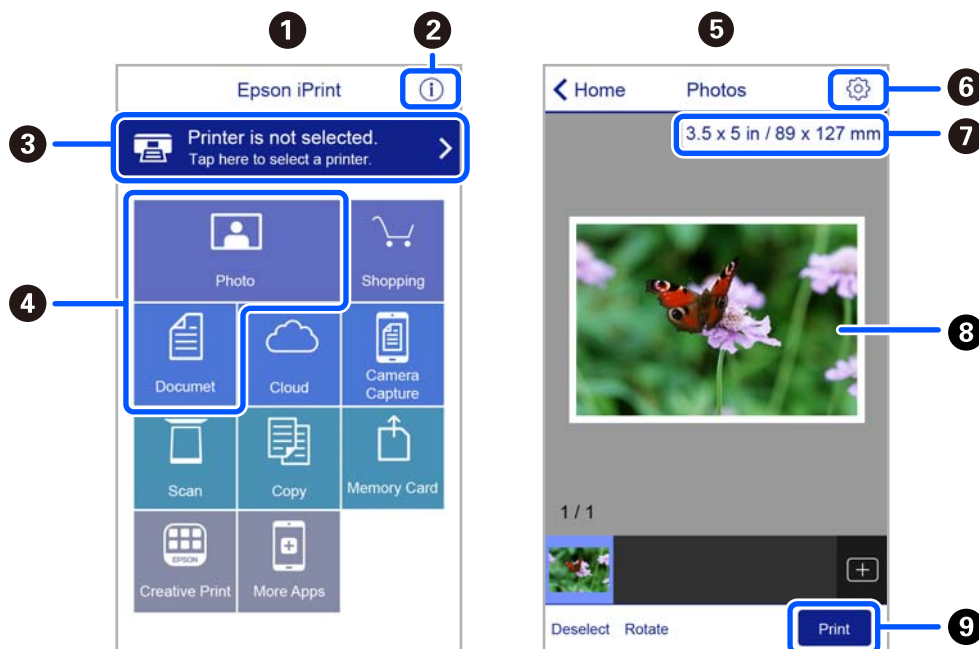 1
2
Epson iPrint
3
Printer is not selected.
Tap here to select a printer.
4
Photo
Shopping
Documet
Cloud
Camera
Capture
Scan
Copy
Memory Card
EPSON
Creative Print
More Apps
5
Home
Photos
6
3.5 x 5 in / 89 x 127 mm
7
8
1 / 1
Deselect
Rotate
Print
9